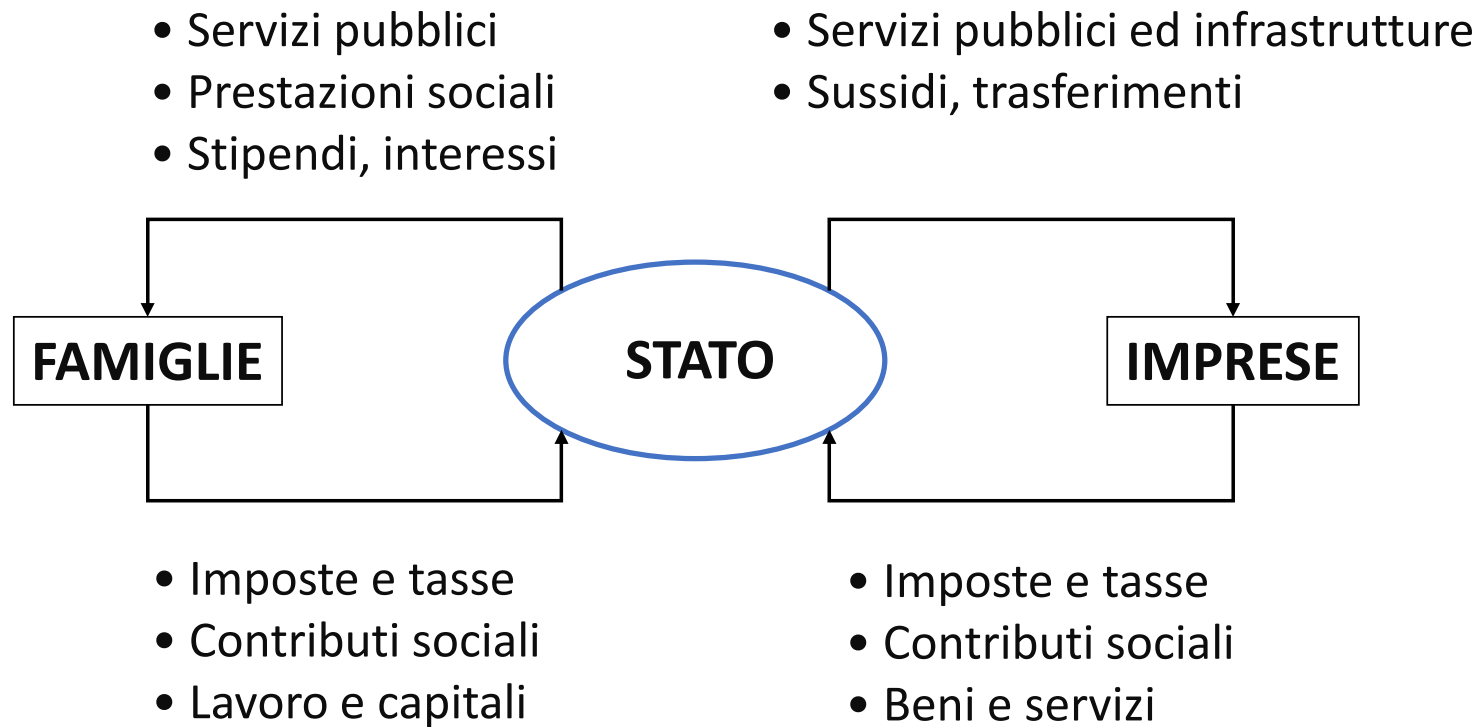 • Servizi pubblici
• Prestazioni sociali
• Stipendi, interessi
• Servizi pubblici ed infrastrutture
• Sussidi, trasferimenti
FAMIGLIE
STATO
IMPRESE
• Imposte e tasse
• Contributi sociali
• Lavoro e capitali
• Imposte e tasse
• Contributi sociali
• Beni e servizi